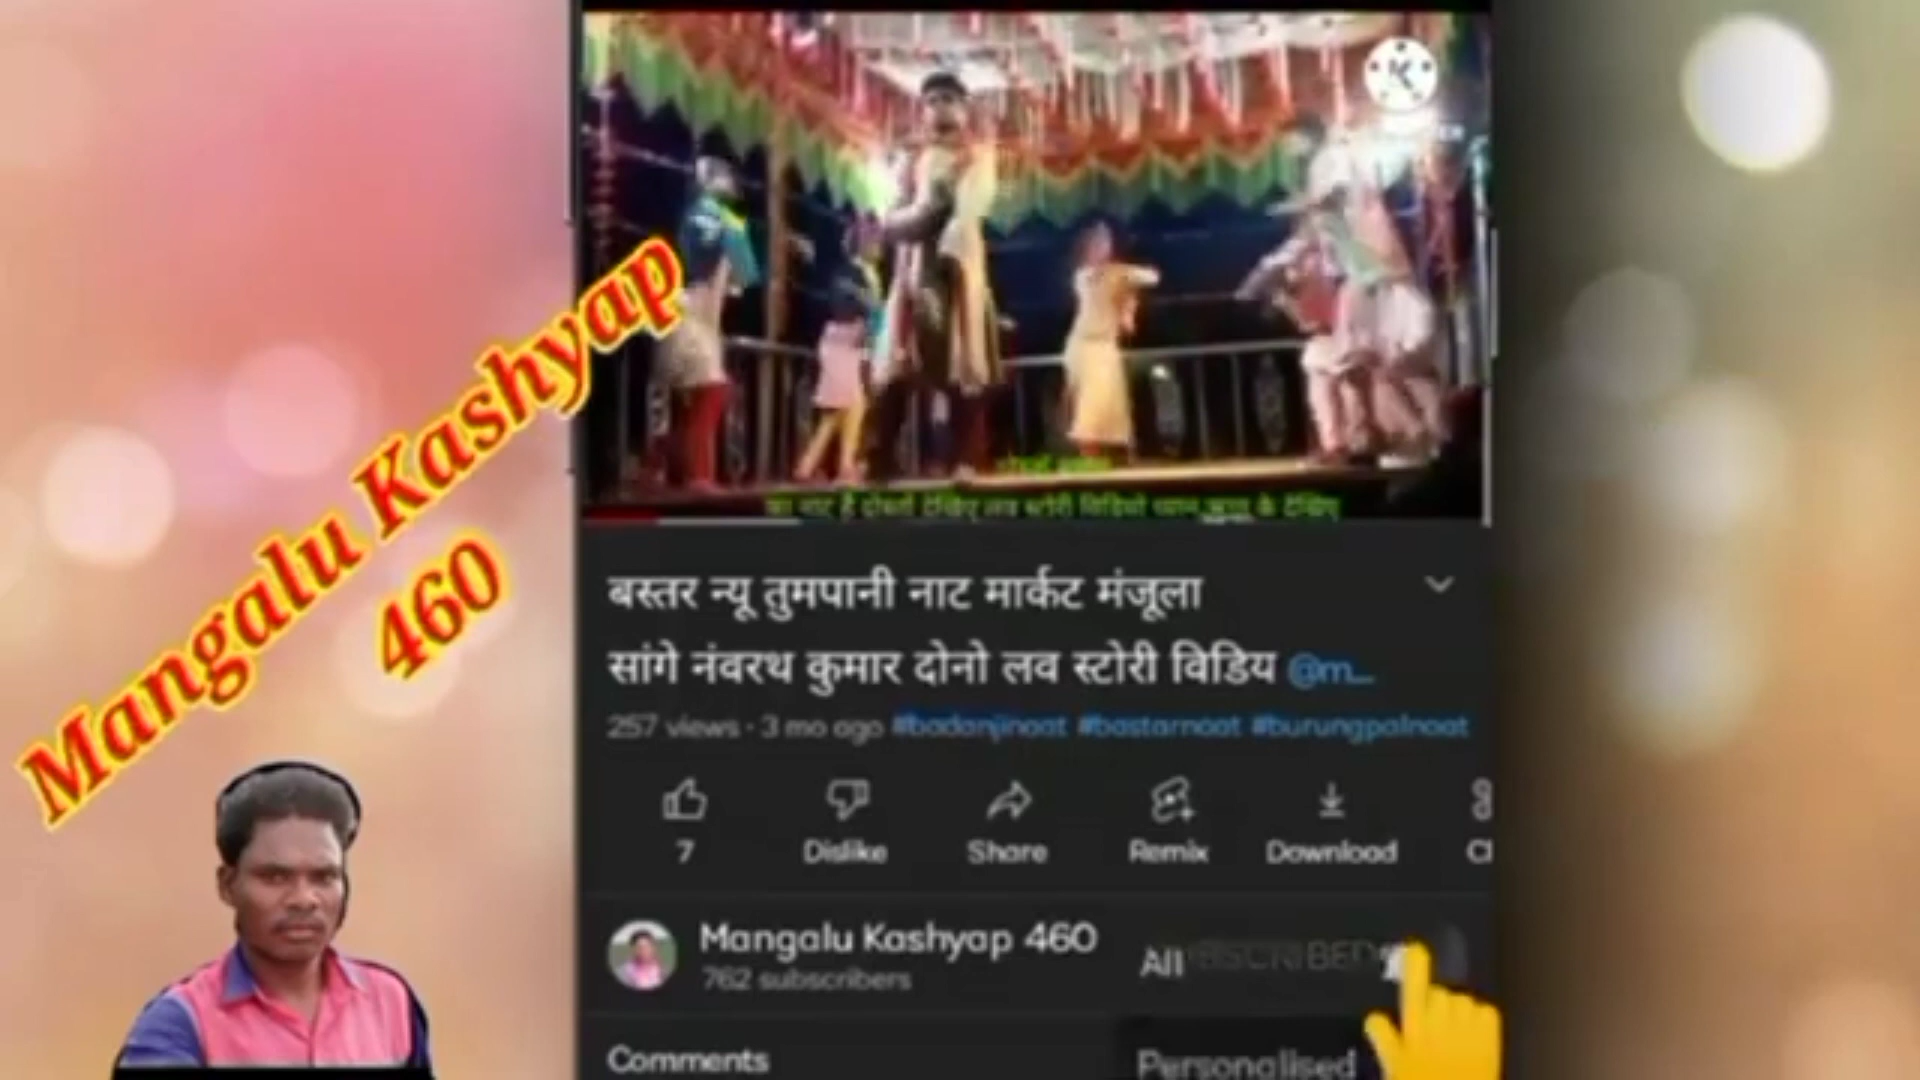 Mangalu Kashyap
460
बस्तर न्यू तुमपानी नाट मार्केट मंजूला
सांगे नंवरथ कुमार दोनो लव स्टोरी विडिय @m...
257 views · 3 mo ago #badanjinaat #bastarnaat #burungpalnaat
7 Dislike Share Remix Download Cl
Mangalu Kashyap 460
762 subscribers
All
Comments
Personalised